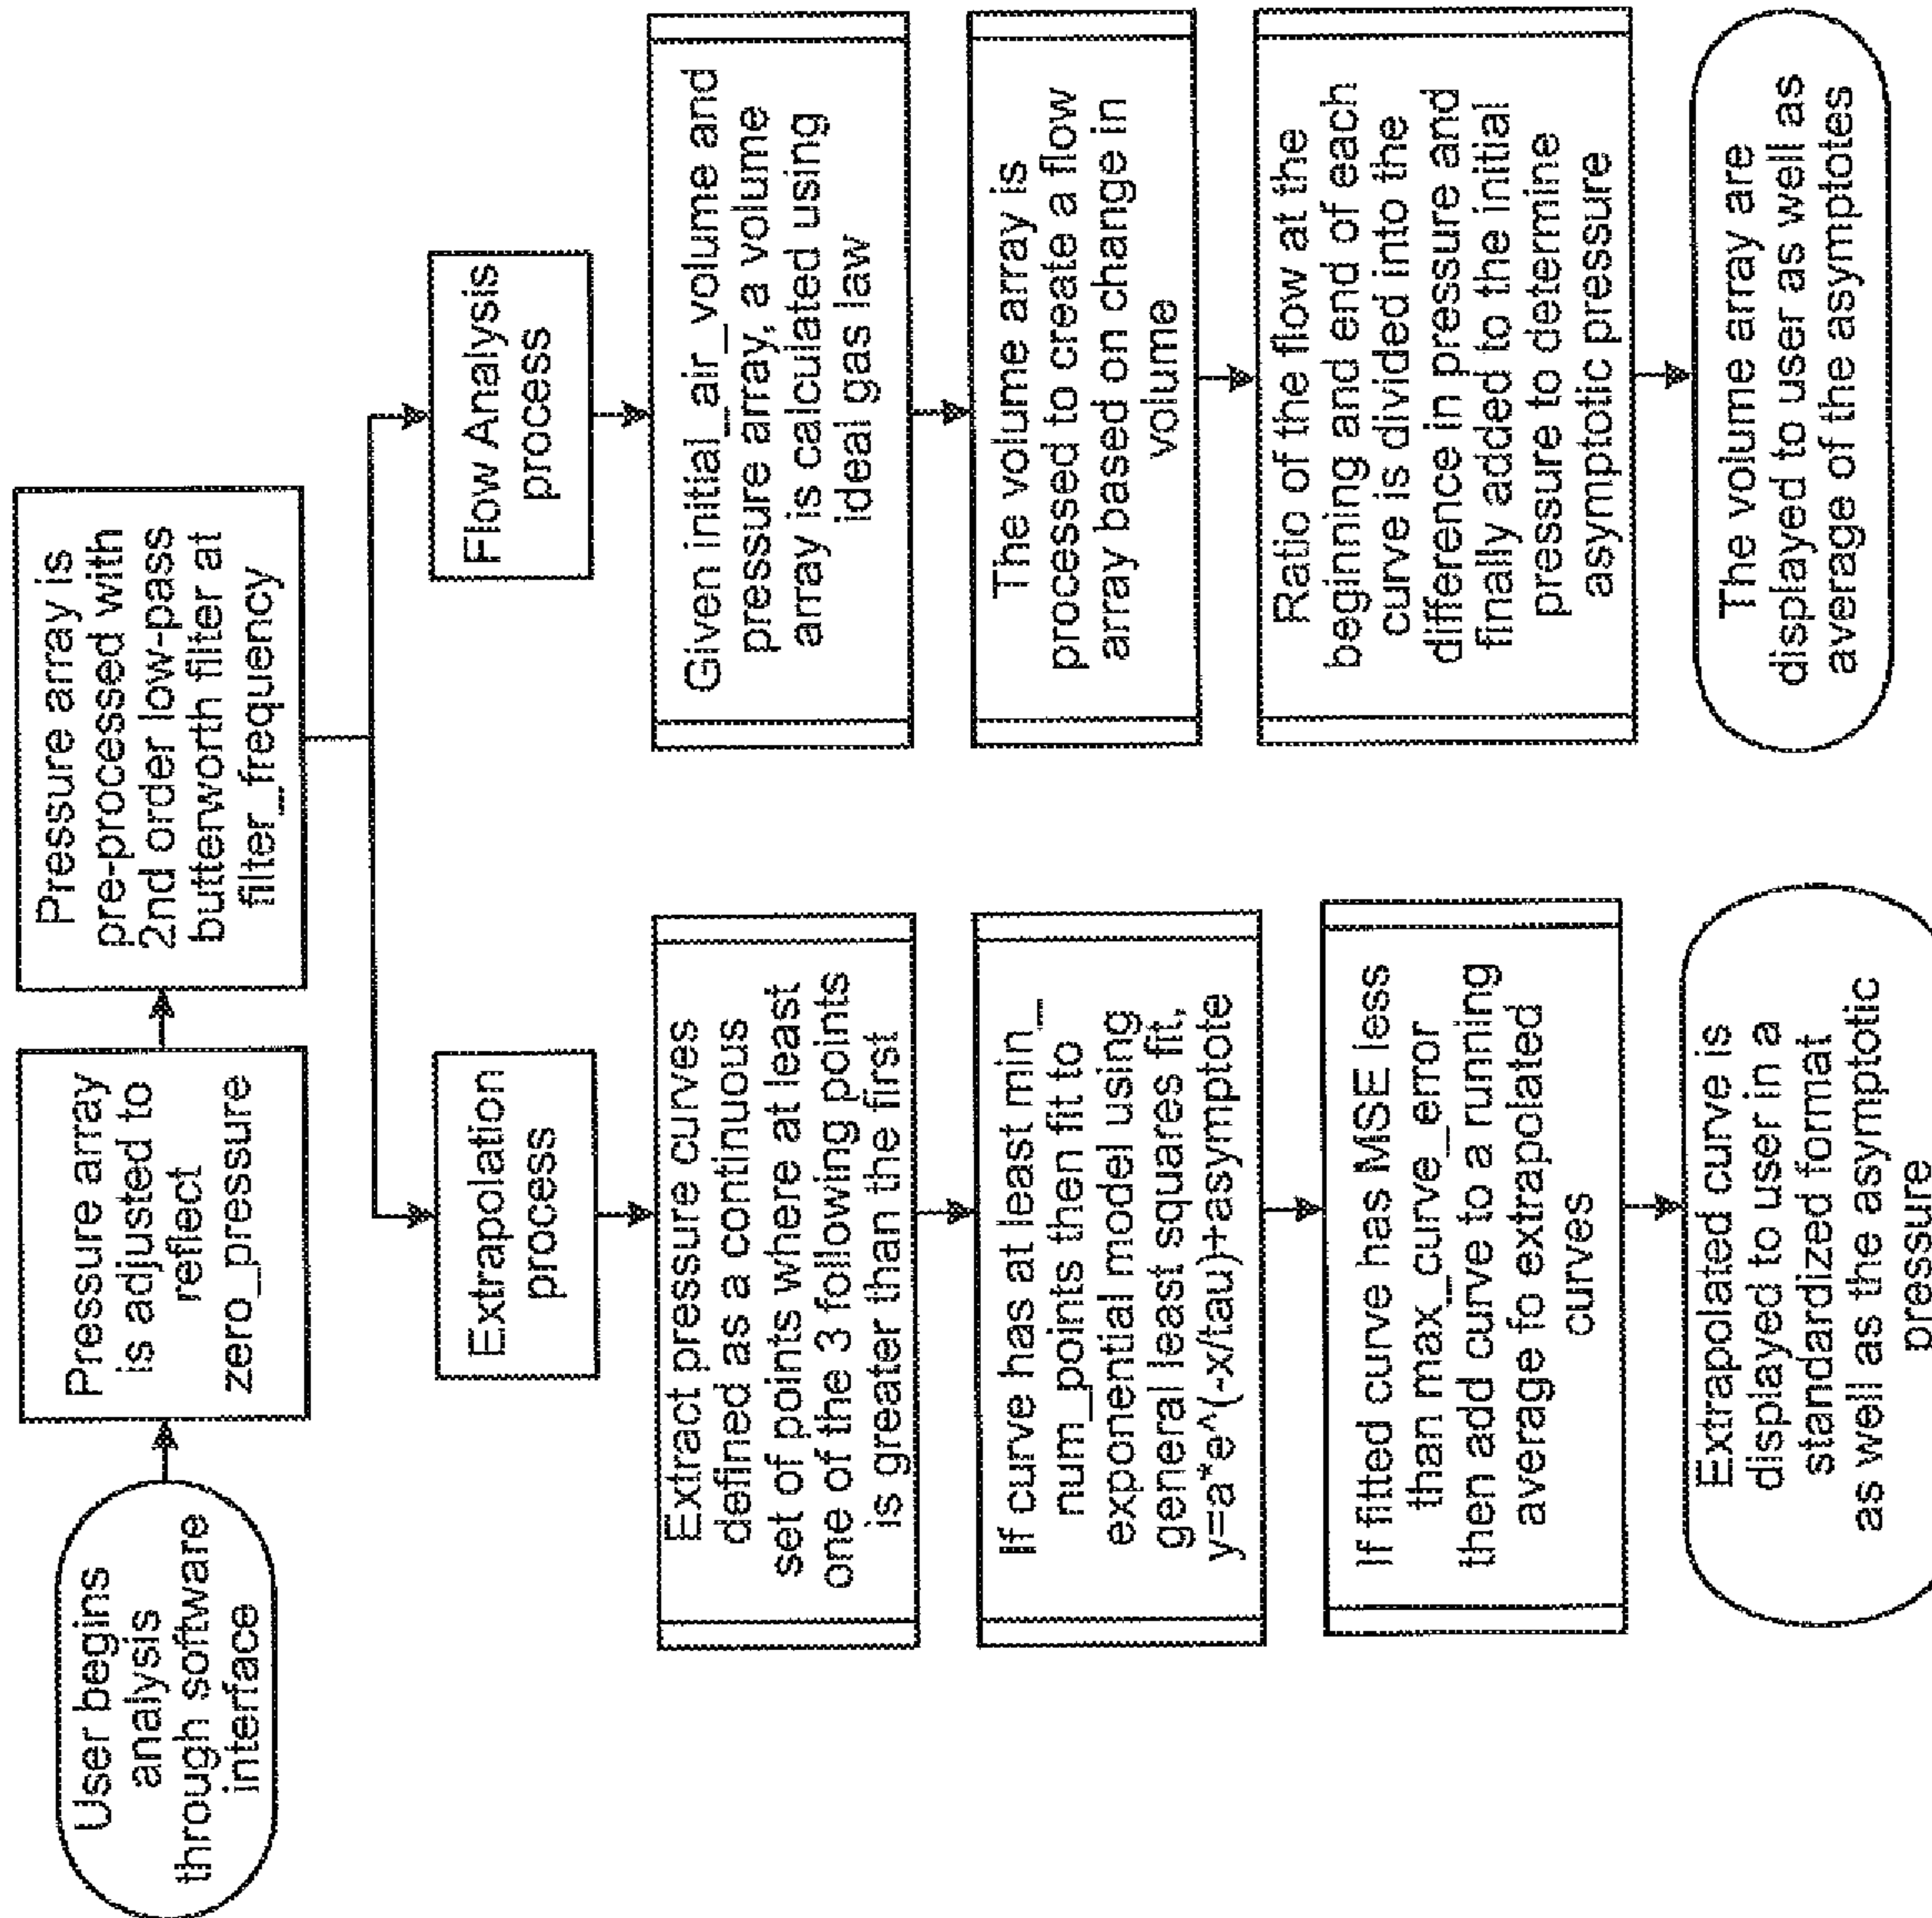 User begins
analysis
through software
interface
Pressure array
is adjusted to
reflect
zero_pressure
Pressure array is
pre-processed with
2nd order low-pass
butterworth filter at
filter_frequency
Extrapolation
process
Extract pressure curves
defined as a continuous
set of points where at least
one of the 3 following points
is greater than the first
If curve has at least min_
num_points then fit to
exponential model using
general least squares fit,
y=a*e^(-x/tau)+asymptote
If fitted curve has MSE less
than max_curve_error
then add curve to a running
average fo extrapolated
curves
Extrapolated curve is
displayed to user in a
standardized format
as well as the asymptotic
pressure
Flow Analysis
process
Given initial_air_volume and
pressure array, a volume
array is calculated using
ideal gas law
The volume array is
processed to create a flow
array based on change in
volume
Ratio of the flow at the
beginning and end of each
curve is divided into the
difference in pressure and
finally added to the initial
pressure to determine
asymptotic pressure
The volume array are
displayed to user as well as
average of the asymptotes